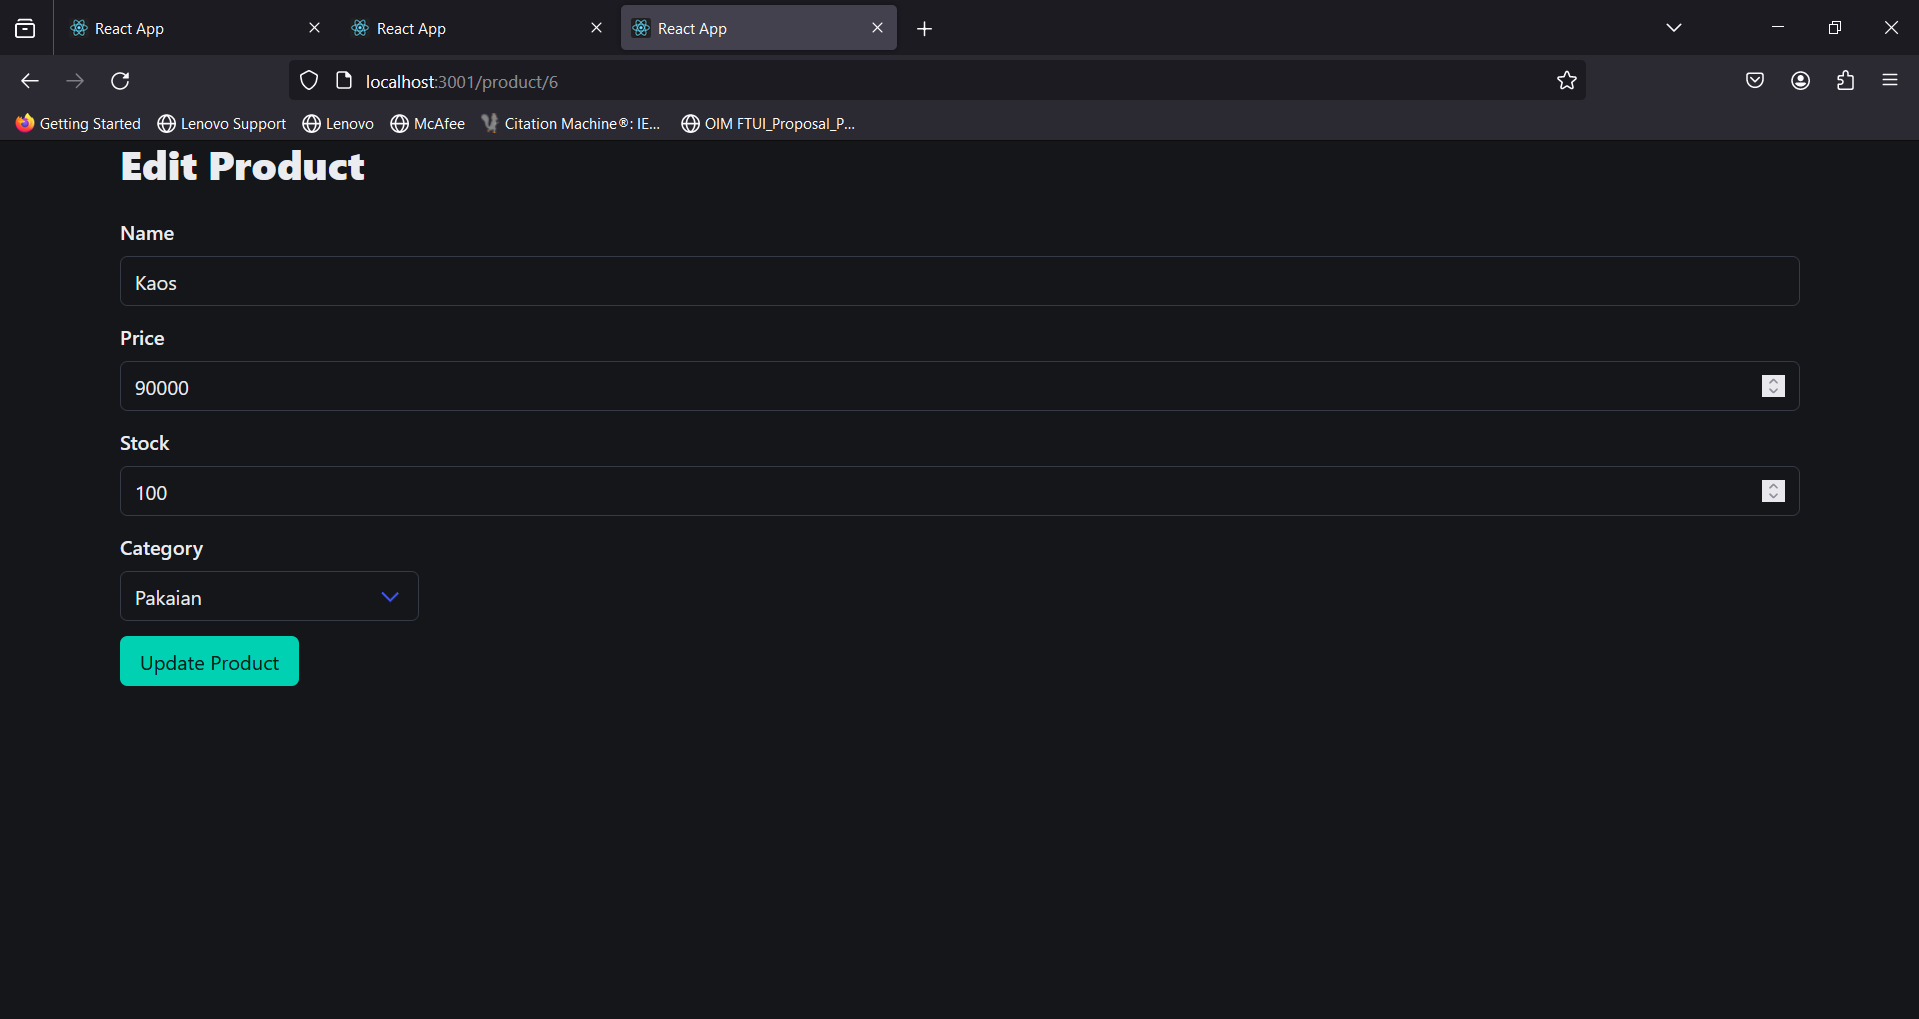 React App
React App
React App
localhost:3001/product/6
Getting Started
Lenovo Support
Lenovo
McAfee
Citation Machine®: IE...
OIM FTUI_Proposal_P...
Edit Product
Name
Kaos
Price
90000
Stock
100
Category
Pakaian
Update Product